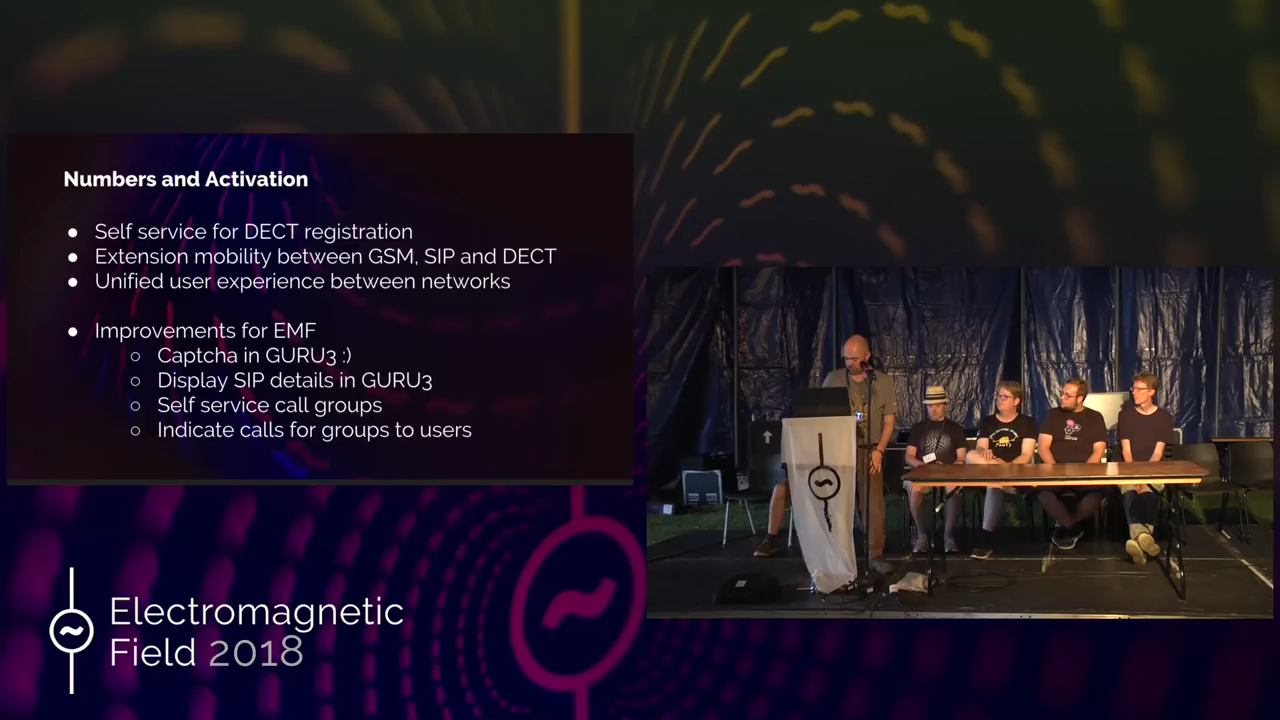 Numbers and Activation
● Self service for DECT registration
● Extension mobility between GSM, SIP and DECT
● Unified user experience between networks
● Improvements for EMF
○ Captcha in GURU3 :)
○ Display SIP details in GURU3
○ Self service call groups
○ Indicate calls for groups to users
Electromagnetic
Field 2018